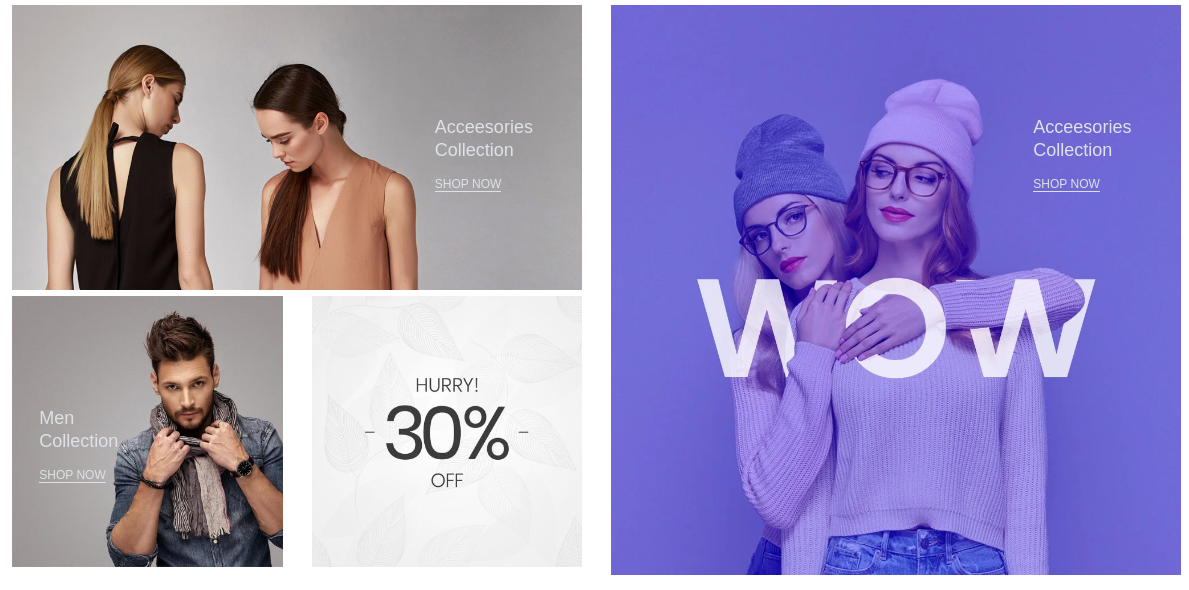 Acceesories
Collection
SHOP NOW
Men
Collection
SHOP NOW
HURRY!
- 30% -
OFF
Acceesories
Collection
SHOP NOW
WOW